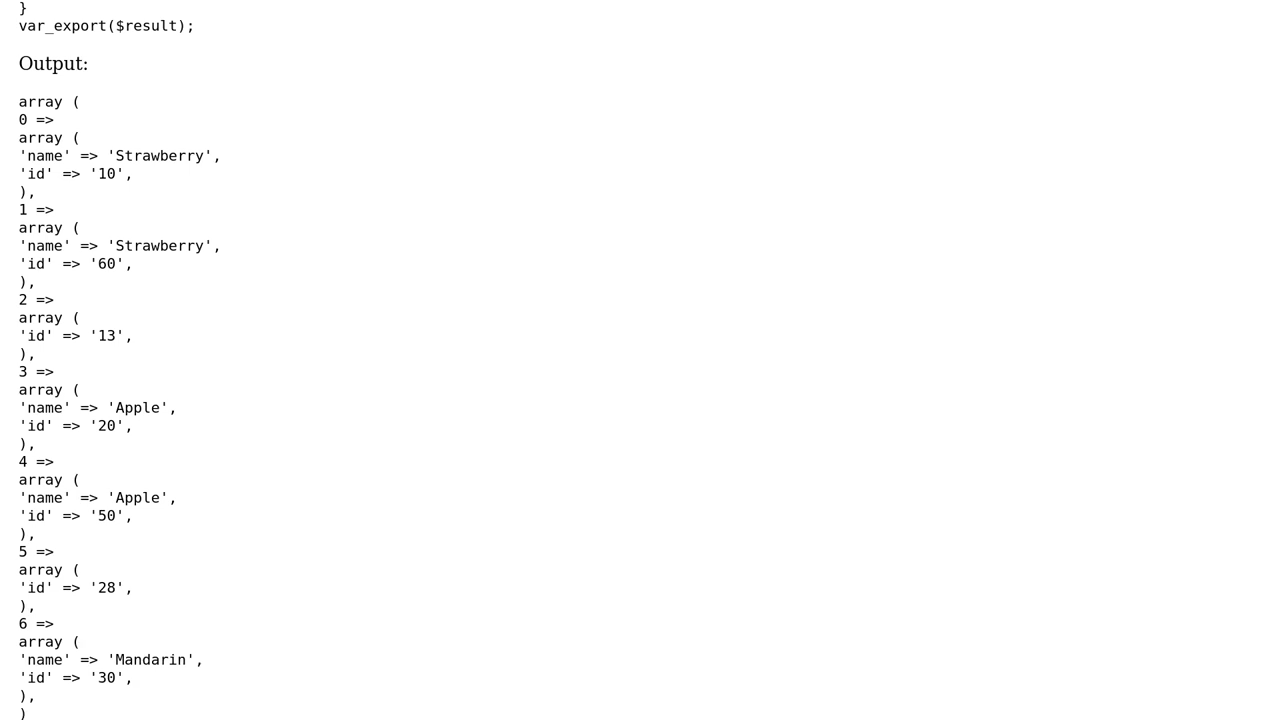 }
var_export($result);
Output:
array (
0 =>
array (
'name' => 'Strawberry',
'id' => '10',
),
1 =>
array (
'name' => 'Strawberry',
'id' => '60',
),
2 =>
array (
'id' => '13',
),
3 =>
array (
'name' => 'Apple',
'id' => '20',
),
4 =>
array (
'name' => 'Apple',
'id' => '50',
),
5 =>
array (
'id' => '28',
),
6 =>
array (
'name' => 'Mandarin',
'id' => '30',
),
)